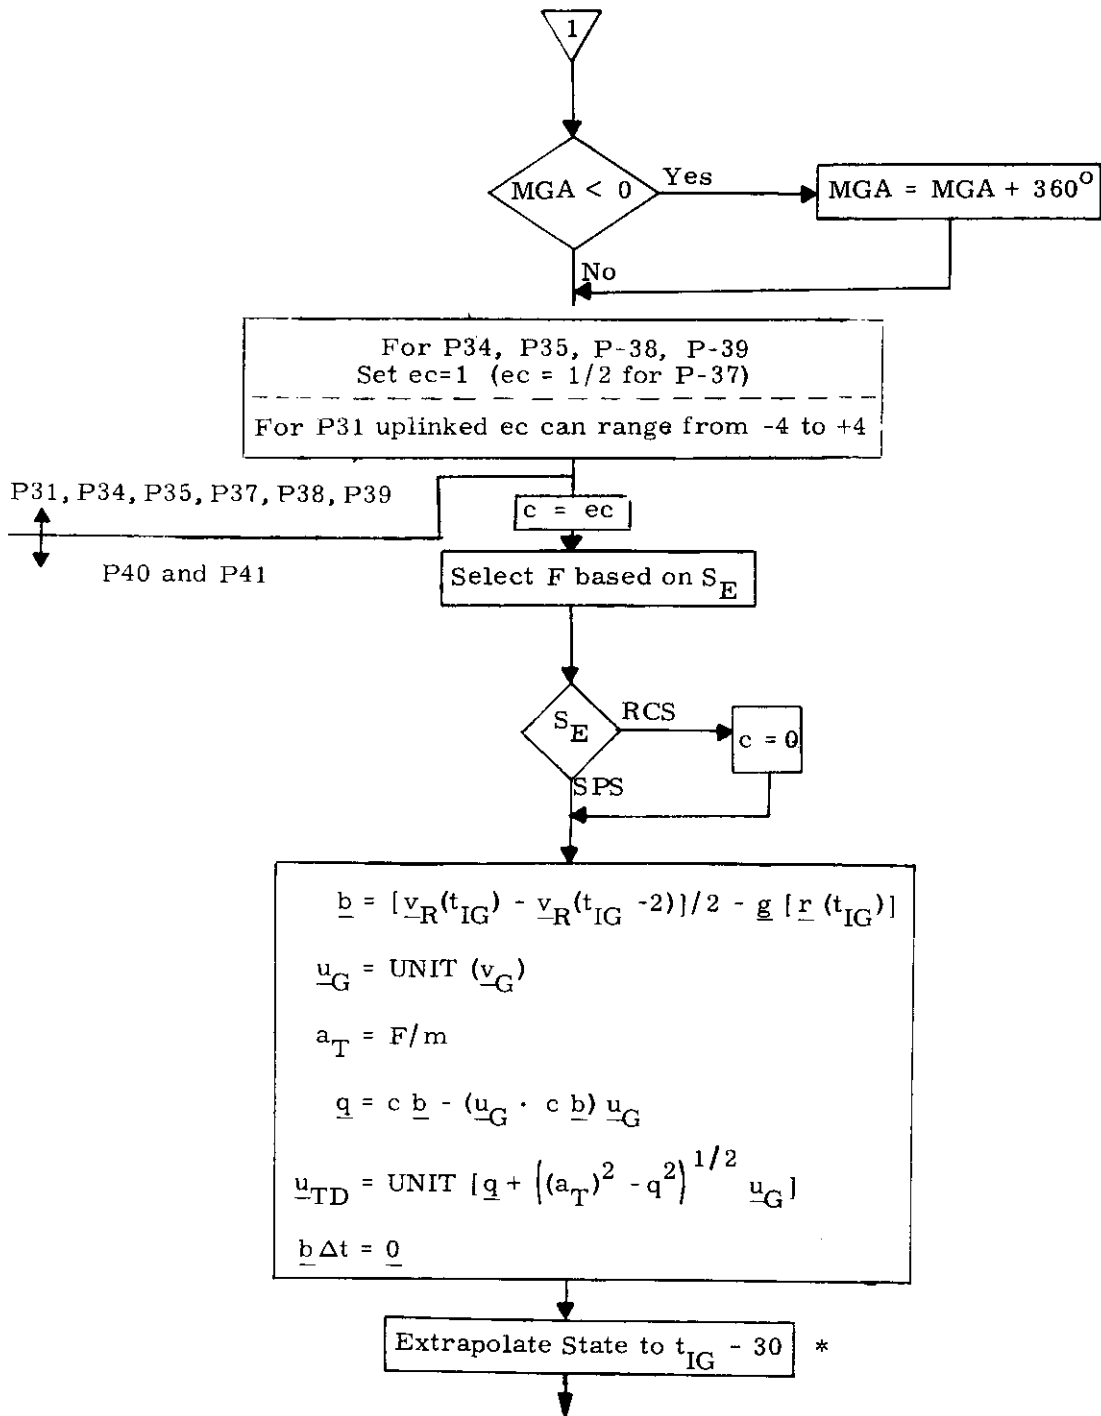 1
MGA < 0
Yes
MGA = MGA + 360°
No
For P34, P35, P-38, P-39
Set ec=1 (ec = 1/2 for P-37)
For P31 uplinked ec can range from -4 to +4
P31, P34, P35, P37, P38, P39
c = ec
P40 and P41
Select F based on S_E
S_E
RCS
c = 0
SPS
b = [v_R(t_IG) - v_R(t_IG -2)]/2 - g [r (t_IG)]
u_G = UNIT (v_G)
a_T = F/m
q = c b - (u_G · c b) u_G
u_TD = UNIT [q + ((a_T)^2 - q^2)^1/2 u_G]
b Δt = 0
Extrapolate State to t_IG - 30 *